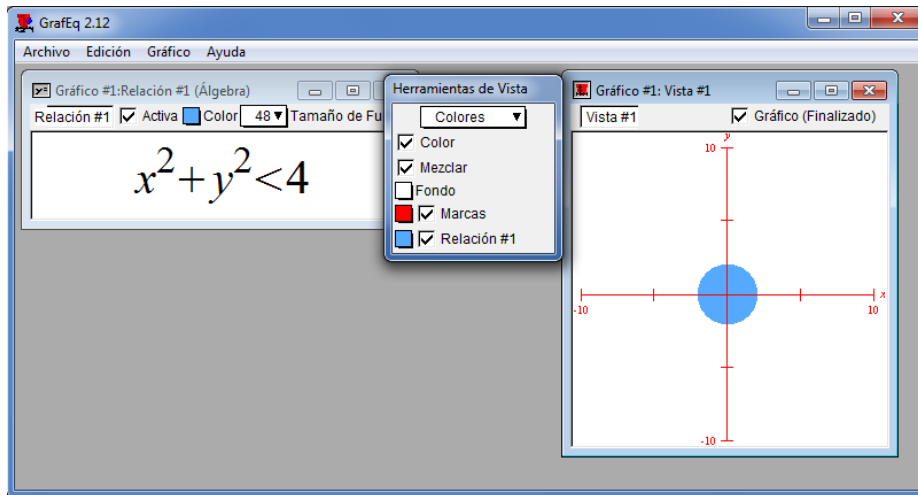 GrafEq 2.12
Archivo Edición Gráfico Ayuda
Gráfico #1:Relación #1 (Álgebra)
Relación #1 Activa Color 48 Tamaño de Fu
x²+y²<4
Herramientas de Vista
Colores
Color
Mezclar
Fondo
Marcas
Relación #1
Gráfico #1: Vista #1
Vista #1 Gráfico (Finalizado)
y
10
x
-10 10
-10